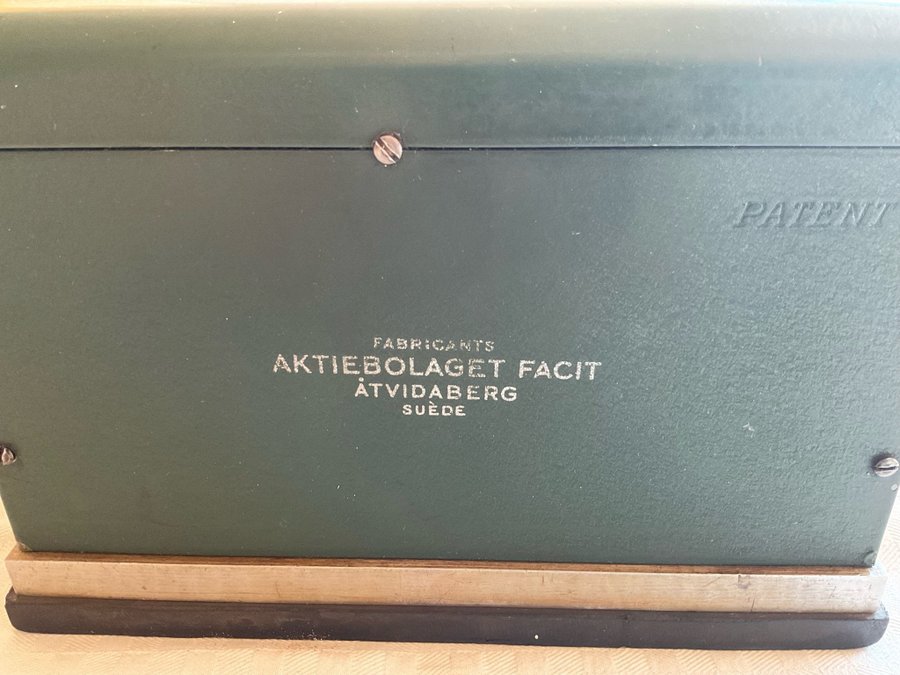 PATENT
FABRICANTS
AKTIEBOLAGET FACIT
ÅTVIDABERG
SUÈDE